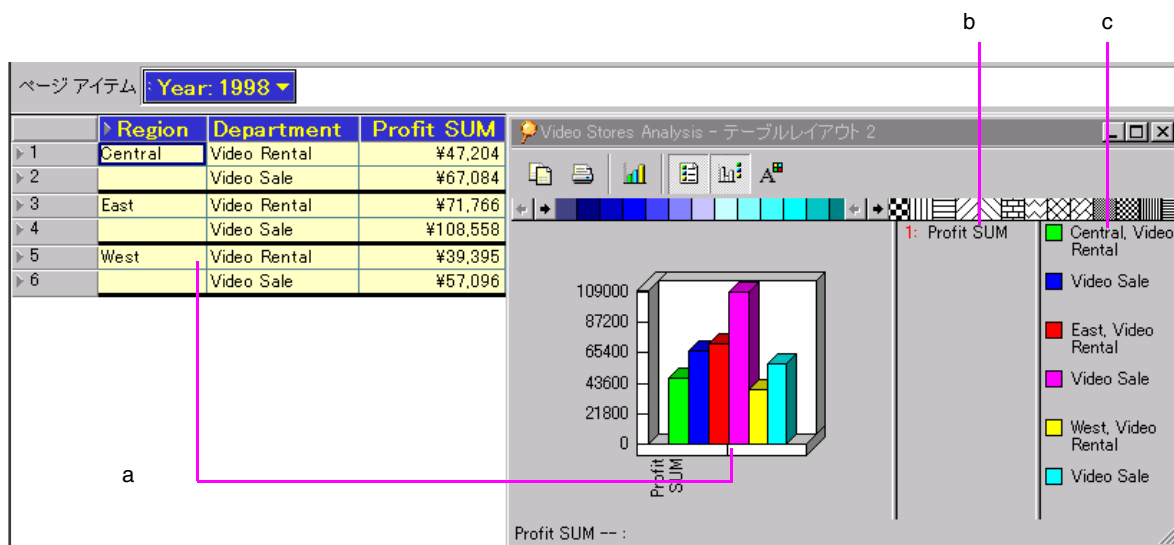 b c
ページ アイテム Year: 1998
Region Department Profit SUM
1 Central Video Rental ¥47,204
2 Video Sale ¥67,084
3 East Video Rental ¥71,766
4 Video Sale ¥108,558
5 West Video Rental ¥39,395
6 Video Sale ¥57,096
Video Stores Analysis - テーブルレイアウト 2
A
109000
87200
65400
43600
21800
0
Profit
SUM
1: Profit SUM
Central, Video
Rental
Video Sale
East, Video
Rental
Video Sale
West, Video
Rental
Video Sale
a
Profit SUM -- :